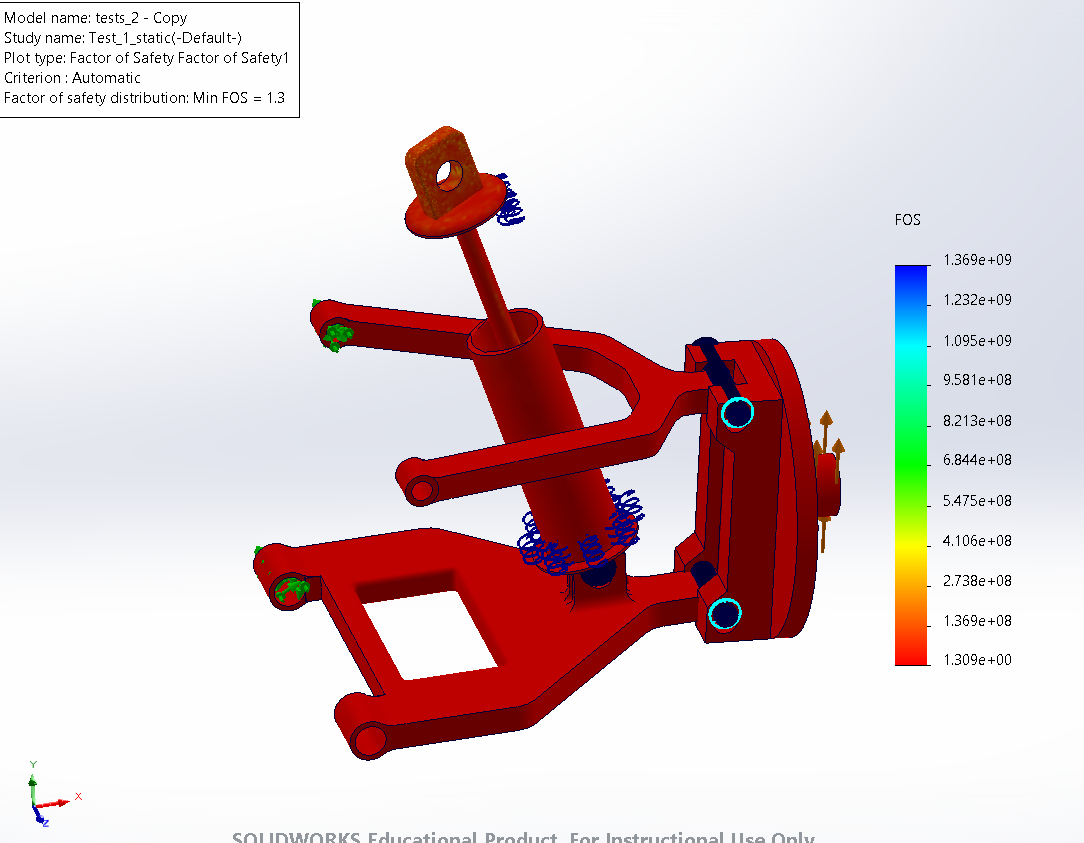 Model name: tests_2 - Copy
Study name: Test_1_static(-Default-)
Plot type: Factor of Safety Factor of Safety1
Criterion : Automatic
Factor of safety distribution: Min FOS = 1.3
FOS
1.369e+09
1.232e+09
1.095e+09
9.581e+08
8.213e+08
6.844e+08
5.475e+08
4.106e+08
2.738e+08
1.369e+08
1.309e+00
Y
X
Z
SOLIDWORKS Educational Product. For Instructional Use Only.